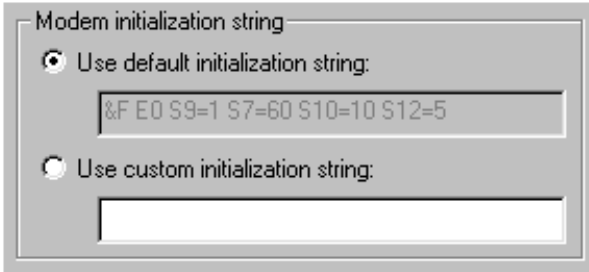 Modem initialization string
Use default initialization string:
&F E0 S9=1 S7=60 S10=10 S12=5
Use custom initialization string: